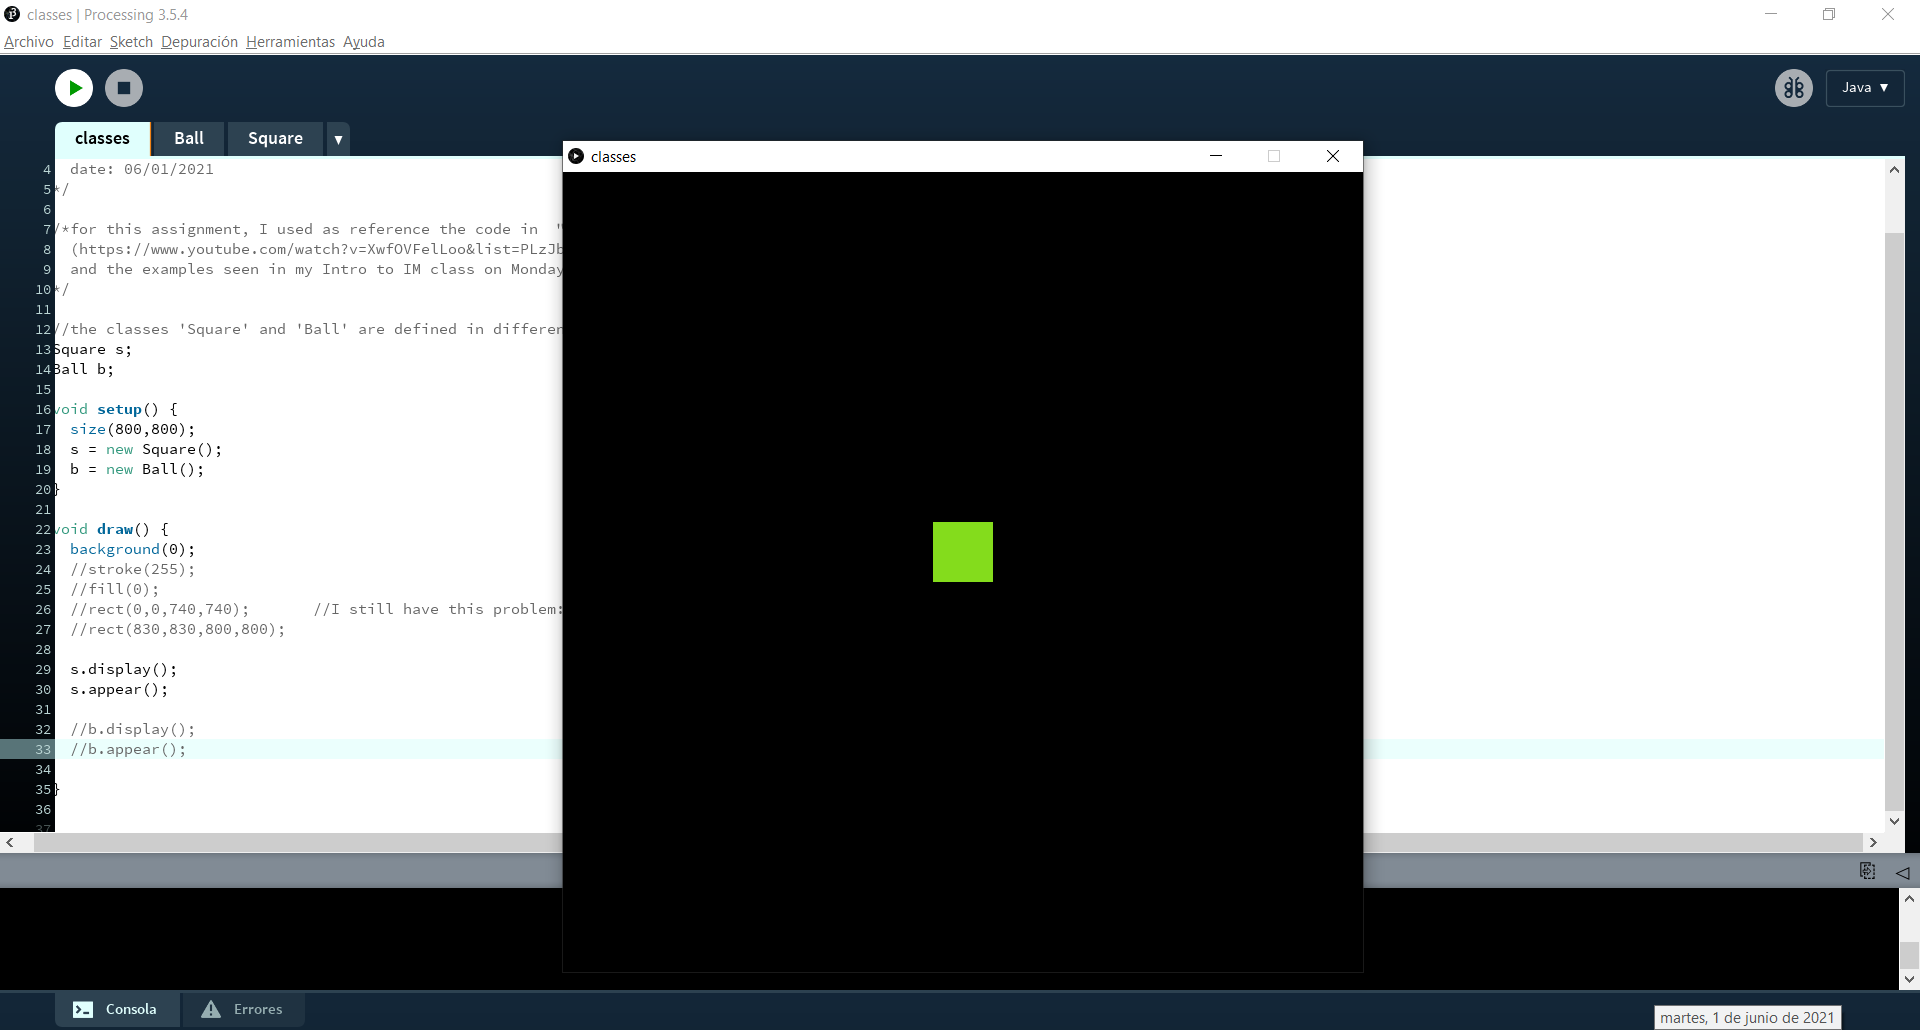 classes | Processing 3.5.4
Archivo Editar Sketch Depuración Herramientas Ayuda
Java ▼
classes Ball Square ▼
classes
4 date: 06/01/2021
5 */
6
7 /*for this assignment, I used as reference the code in "
8 (https://www.youtube.com/watch?v=XwfOVFelLoo&list=PLzJb
9 and the examples seen in my Intro to IM class on Monday
10 */
11
12 //the classes 'Square' and 'Ball' are defined in differen
13 Square s;
14 Ball b;
15
16 void setup() {
17 size(800,800);
18 s = new Square();
19 b = new Ball();
20 }
21
22 void draw() {
23 background(0);
24 //stroke(255);
25 //fill(0);
26 //rect(0,0,740,740); //I still have this problem:
27 //rect(830,830,800,800);
28
29 s.display();
30 s.appear();
31
32 //b.display();
33 //b.appear();
34
35 }
36
37
Consola Errores
martes, 1 de junio de 2021